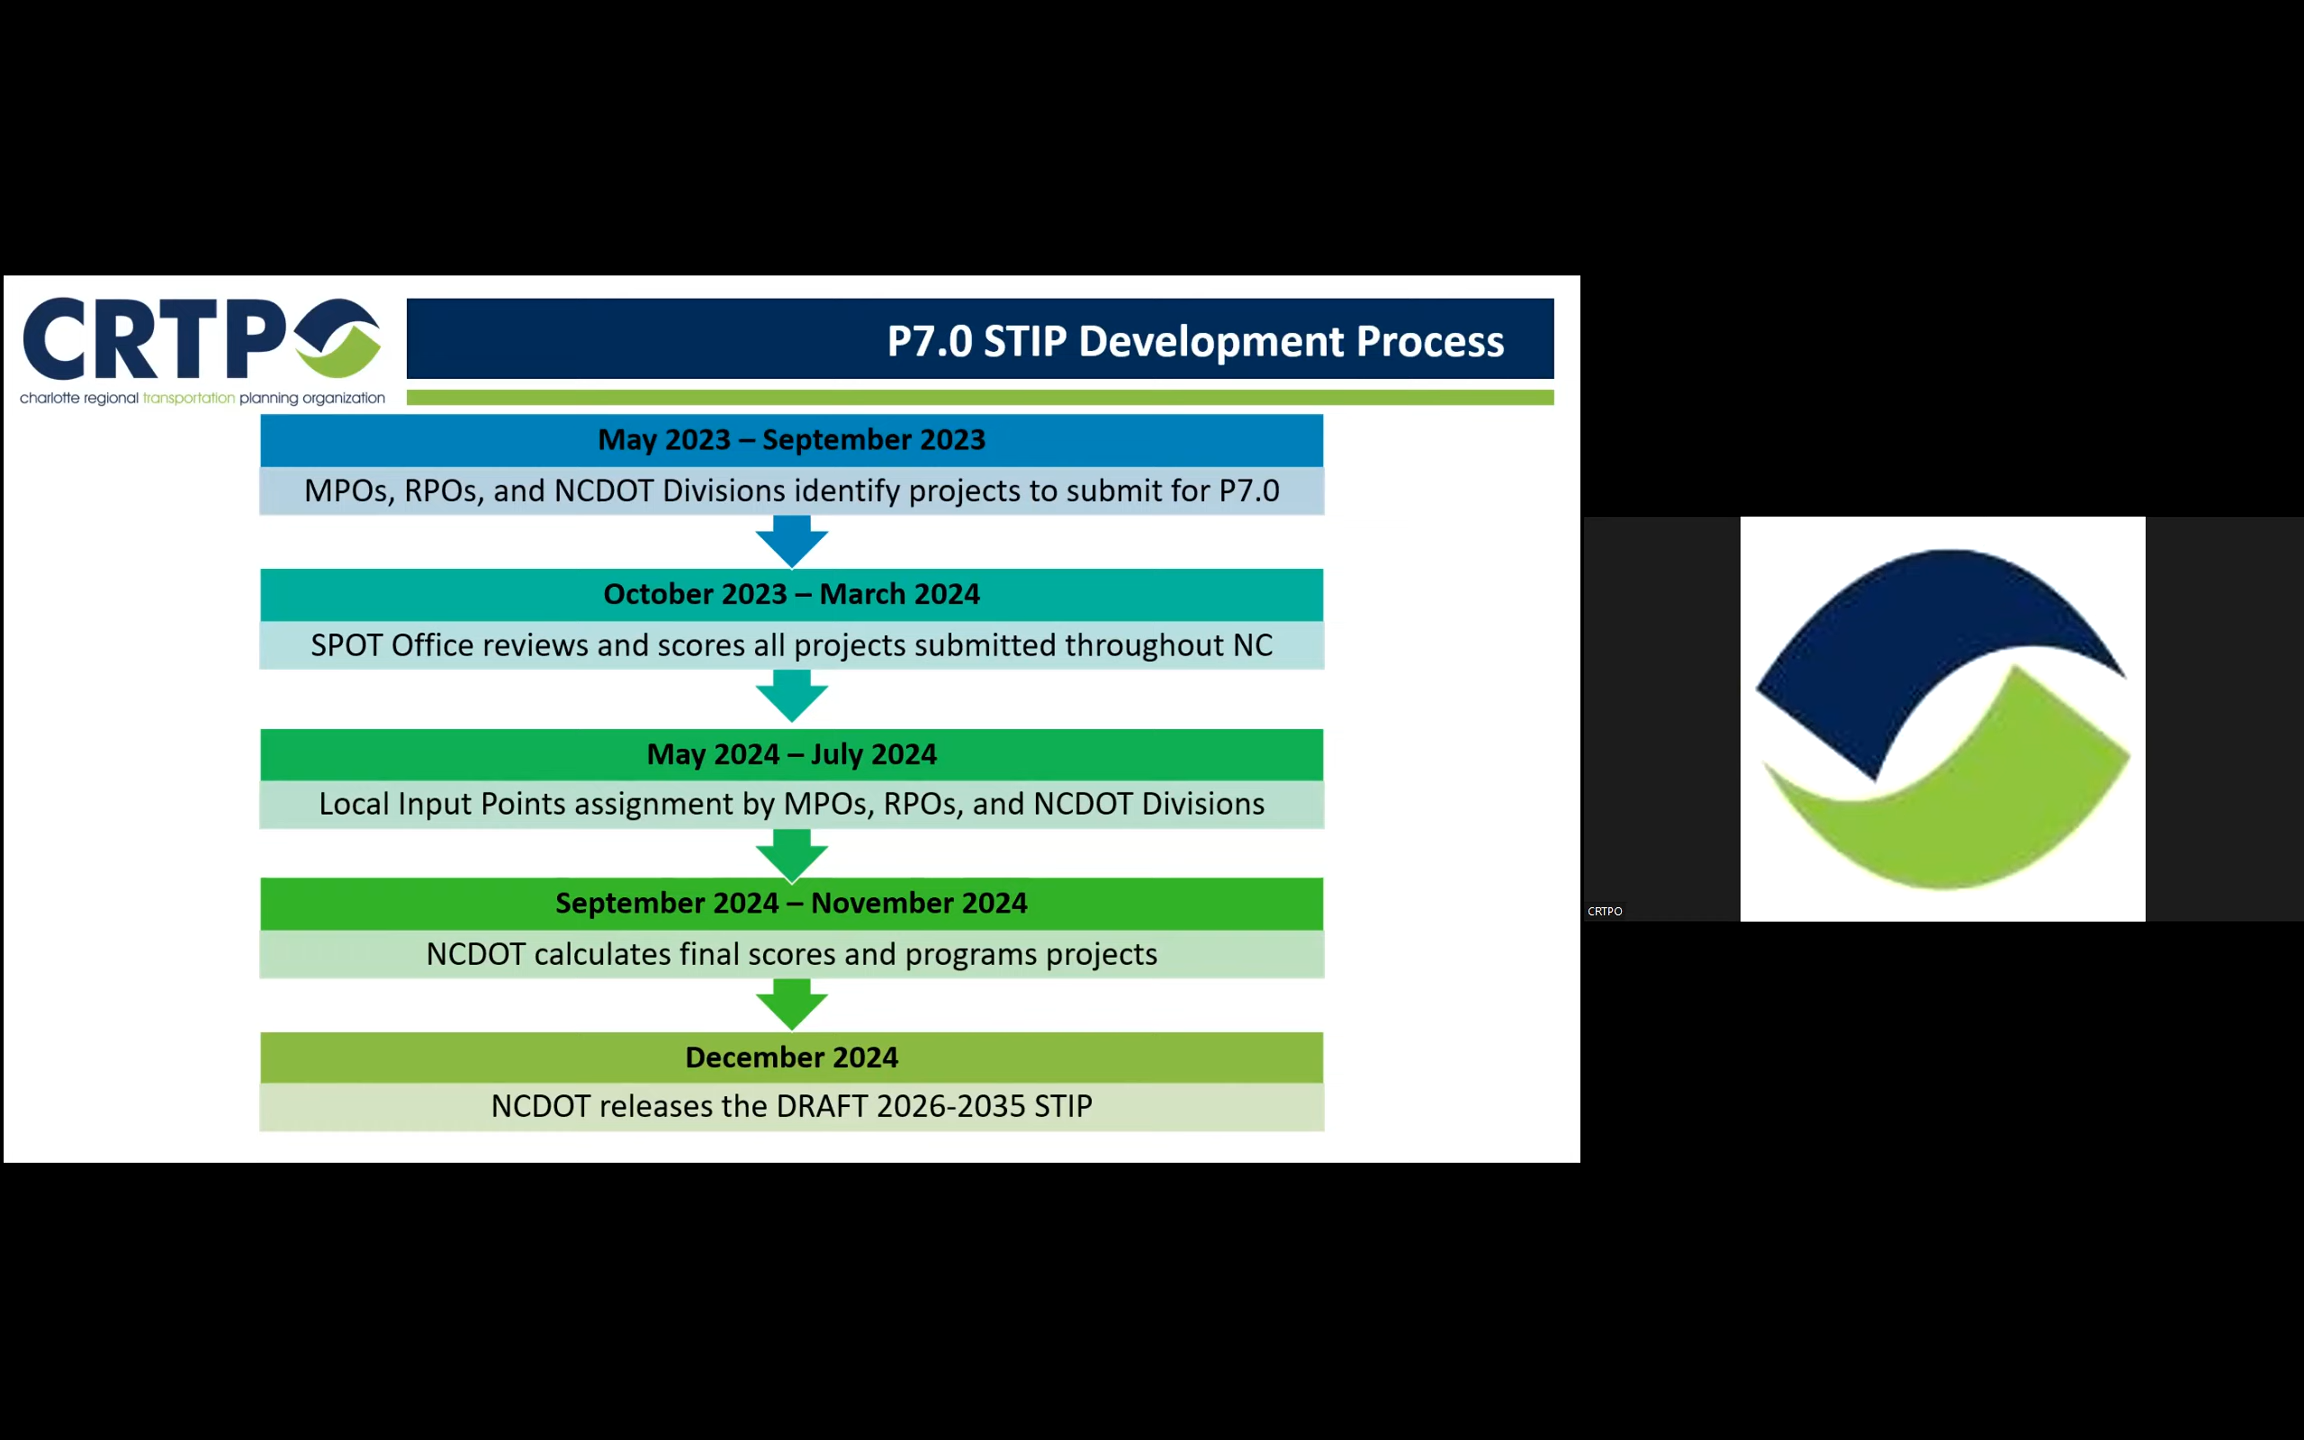 CRTPO
charlotte regional transportation planning organization
P7.0 STIP Development Process
May 2023 – September 2023
MPOs, RPOs, and NCDOT Divisions identify projects to submit for P7.0
October 2023 – March 2024
SPOT Office reviews and scores all projects submitted throughout NC
May 2024 – July 2024
Local Input Points assignment by MPOs, RPOs, and NCDOT Divisions
September 2024 – November 2024
NCDOT calculates final scores and programs projects
December 2024
NCDOT releases the DRAFT 2026-2035 STIP
CRTPO